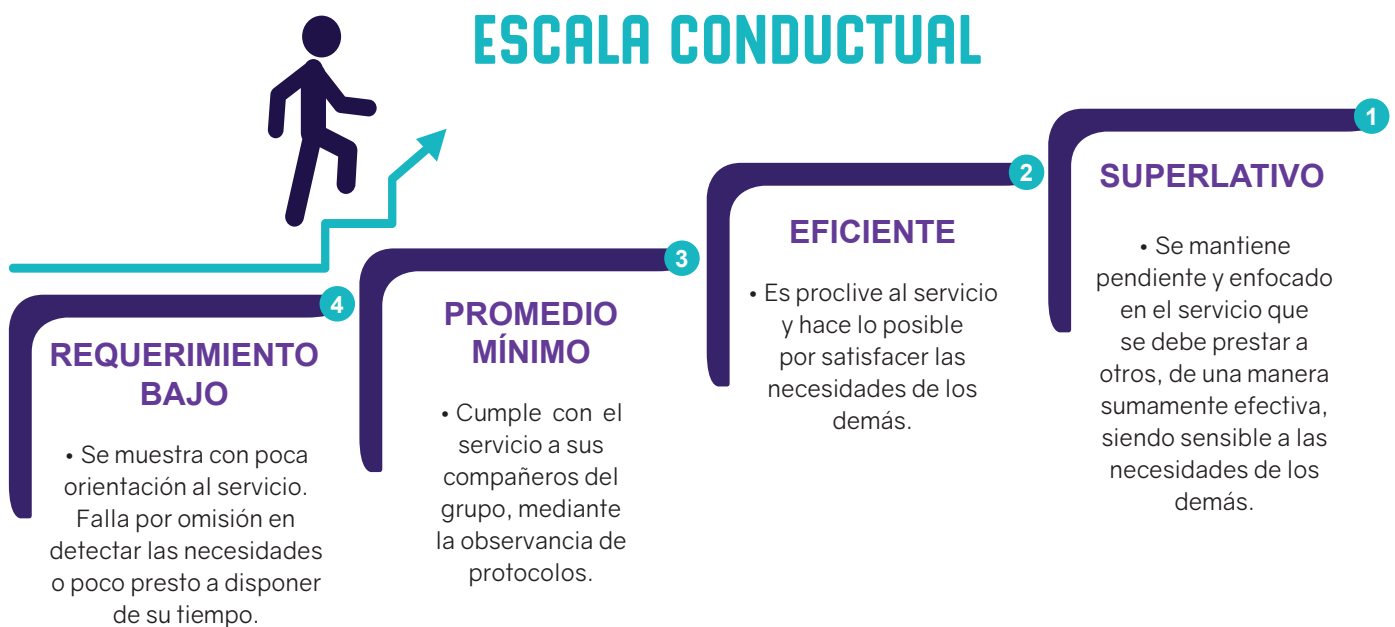 ESCALA CONDUCTUAL
4
REQUERIMIENTO
BAJO
• Se muestra con poca
orientación al servicio.
Falla por omisión en
detectar las necesidades
o poco presto a disponer
de su tiempo.
3
PROMEDIO
MÍNIMO
• Cumple con el
servicio a sus
compañeros del
grupo, mediante
la observancia de
protocolos.
2
EFICIENTE
• Es proclive al servicio
y hace lo posible
por satisfacer las
necesidades de los
demás.
1
SUPERLATIVO
• Se mantiene
pendiente y enfocado
en el servicio que
se debe prestar a
otros, de una manera
sumamente efectiva,
siendo sensible a las
necesidades de los
demás.